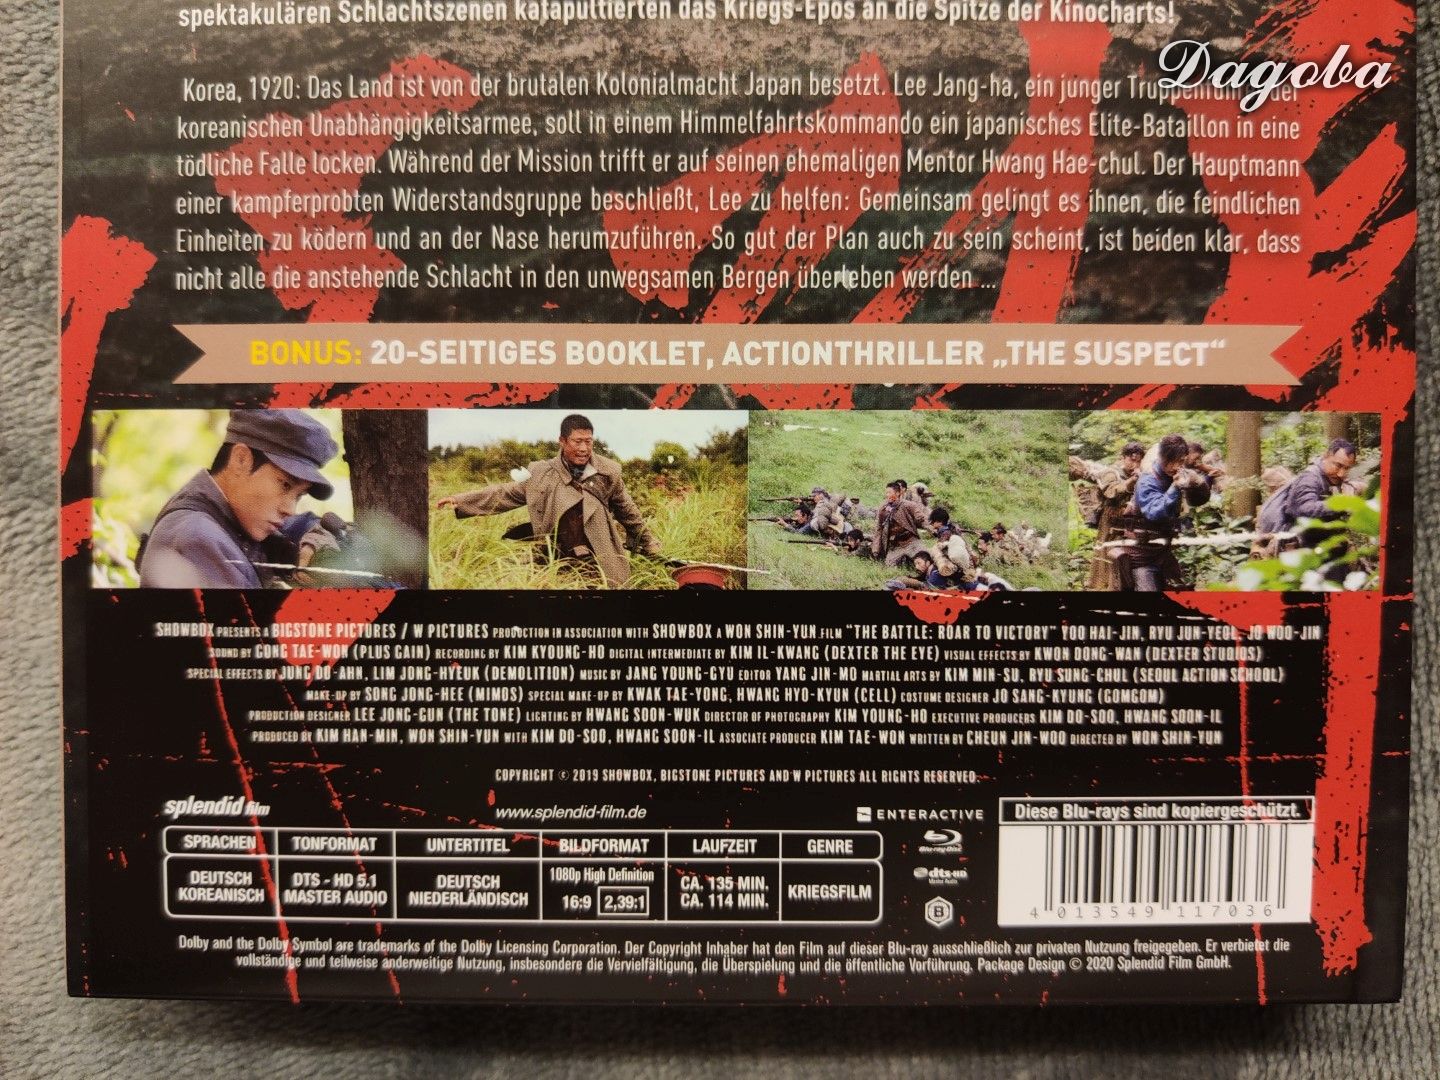 spektakulären Schlachtszenen katapultierten das Kriegs-Epos an die Spitze der Kinocharts!
Dagoba
Korea, 1920: Das Land ist von der brutalen Kolonialmacht Japan besetzt. Lee Jang-ha, ein junger der
koreanischen Unabhängigkeitsarmee, soll in einem Himmelfahrtskommando ein japanisches Elite-Bataillon in eine
tödliche Falle locken. Während der Mission trifft er auf seinen ehemaligen Mentor Hwang Hae-chul. Der Hauptmann
einer kampferprobten Widerstandsgruppe beschließt, Lee zu helfen: Gemeinsam gelingt es ihnen, die feindlichen
Einheiten zu ködern und an der Nase herumzuführen. So gut der Plan auch zu sein scheint, ist beiden klar, dass
nicht alle die anstehende Schlacht in den unwegsamen Bergen überleben werden ...
BONUS: 20-SEITIGES BOOKLET, ACTIONTHRILLER „THE SUSPECT“
SHOWBOX PRESENTS A BIGSTONE PICTURES / W PICTURES PRODUCTION IN ASSOCIATION WITH SHOWBOX A WON SHIN-YUN FILM "THE BATTLE: ROAR TO VICTORY" YOO HAI-JIN, RYU JUN-YEOL, JO WOO-JIN
SOUND BY GONG TAE-WON (PLUS GAIN) RECORDING BY KIM KYOUNG-HO DIGITAL INTERMEDIATE BY KIM IL-KWANG (DEXTER THE EYE) VISUAL EFFECTS BY KWON DONG-WAN (DEXTER STUDIOS)
SPECIAL EFFECTS BY JUNG DO-AHN, LIM JONG-HYEUK (DEMOLITION) MUSIC BY JANG YOUNG-GYU EDITOR YANG JIN-MO MARTIAL ARTS BY KIM MIN-SU, RYU SUNG-CHUL (SEOUL ACTION SCHOOL)
MAKE-UP BY SONG JONG-HEE (MIMOS) SPECIAL MAKE-UP BY KWAK TAE-YONG, HWANG HYO-KYUN (CELL) COSTUME DESIGNER JO SANG-KYUNG (GOMGOM)
PRODUCTION DESIGNER LEE JONG-GUN (THE TONE) LIGHTING BY HWANG SOON-WUK DIRECTOR OF PHOTOGRAPHY KIM YOUNG-HO EXECUTIVE PRODUCERS KIM DO-SOO, HWANG SOON-IL
PRODUCED BY KIM HAN-MIN, WON SHIN-YUN WITH KIM DO-SOO, HWANG SOON-IL ASSOCIATE PRODUCER KIM TAE-WON WRITTEN BY CHEUN JIN-WOO DIRECTED BY WON SHIN-YUN
COPYRIGHT © 2019 SHOWBOX, BIGSTONE PICTURES AND W PICTURES ALL RIGHTS RESERVED.
splendid film
www.splendid-film.de
ENTERACTIVE
Diese Blu-rays sind kopiergeschützt.
SPRACHEN TONFORMAT UNTERTITEL BILDFORMAT LAUFZEIT GENRE
DEUTSCH KOREANISCH
DTS - HD 5.1 MASTER AUDIO
DEUTSCH NIEDERLÄNDISCH
1080p High Definition
16:9 2,39:1
CA. 135 MIN.
CA. 114 MIN.
KRIEGSFILM
Blu-ray Disc
dts-HD
Master Audio
B
4 013549 117036
Dolby and the Dolby Symbol are trademarks of the Dolby Licensing Corporation. Der Copyright Inhaber hat den Film auf dieser Blu-ray ausschließlich zur privaten Nutzung freigegeben. Er verbietet die
vollständige und teilweise anderweitige Nutzung, insbesondere die Vervielfältigung, die Überspielung und die öffentliche Vorführung. Package Design © 2020 Splendid Film GmbH.